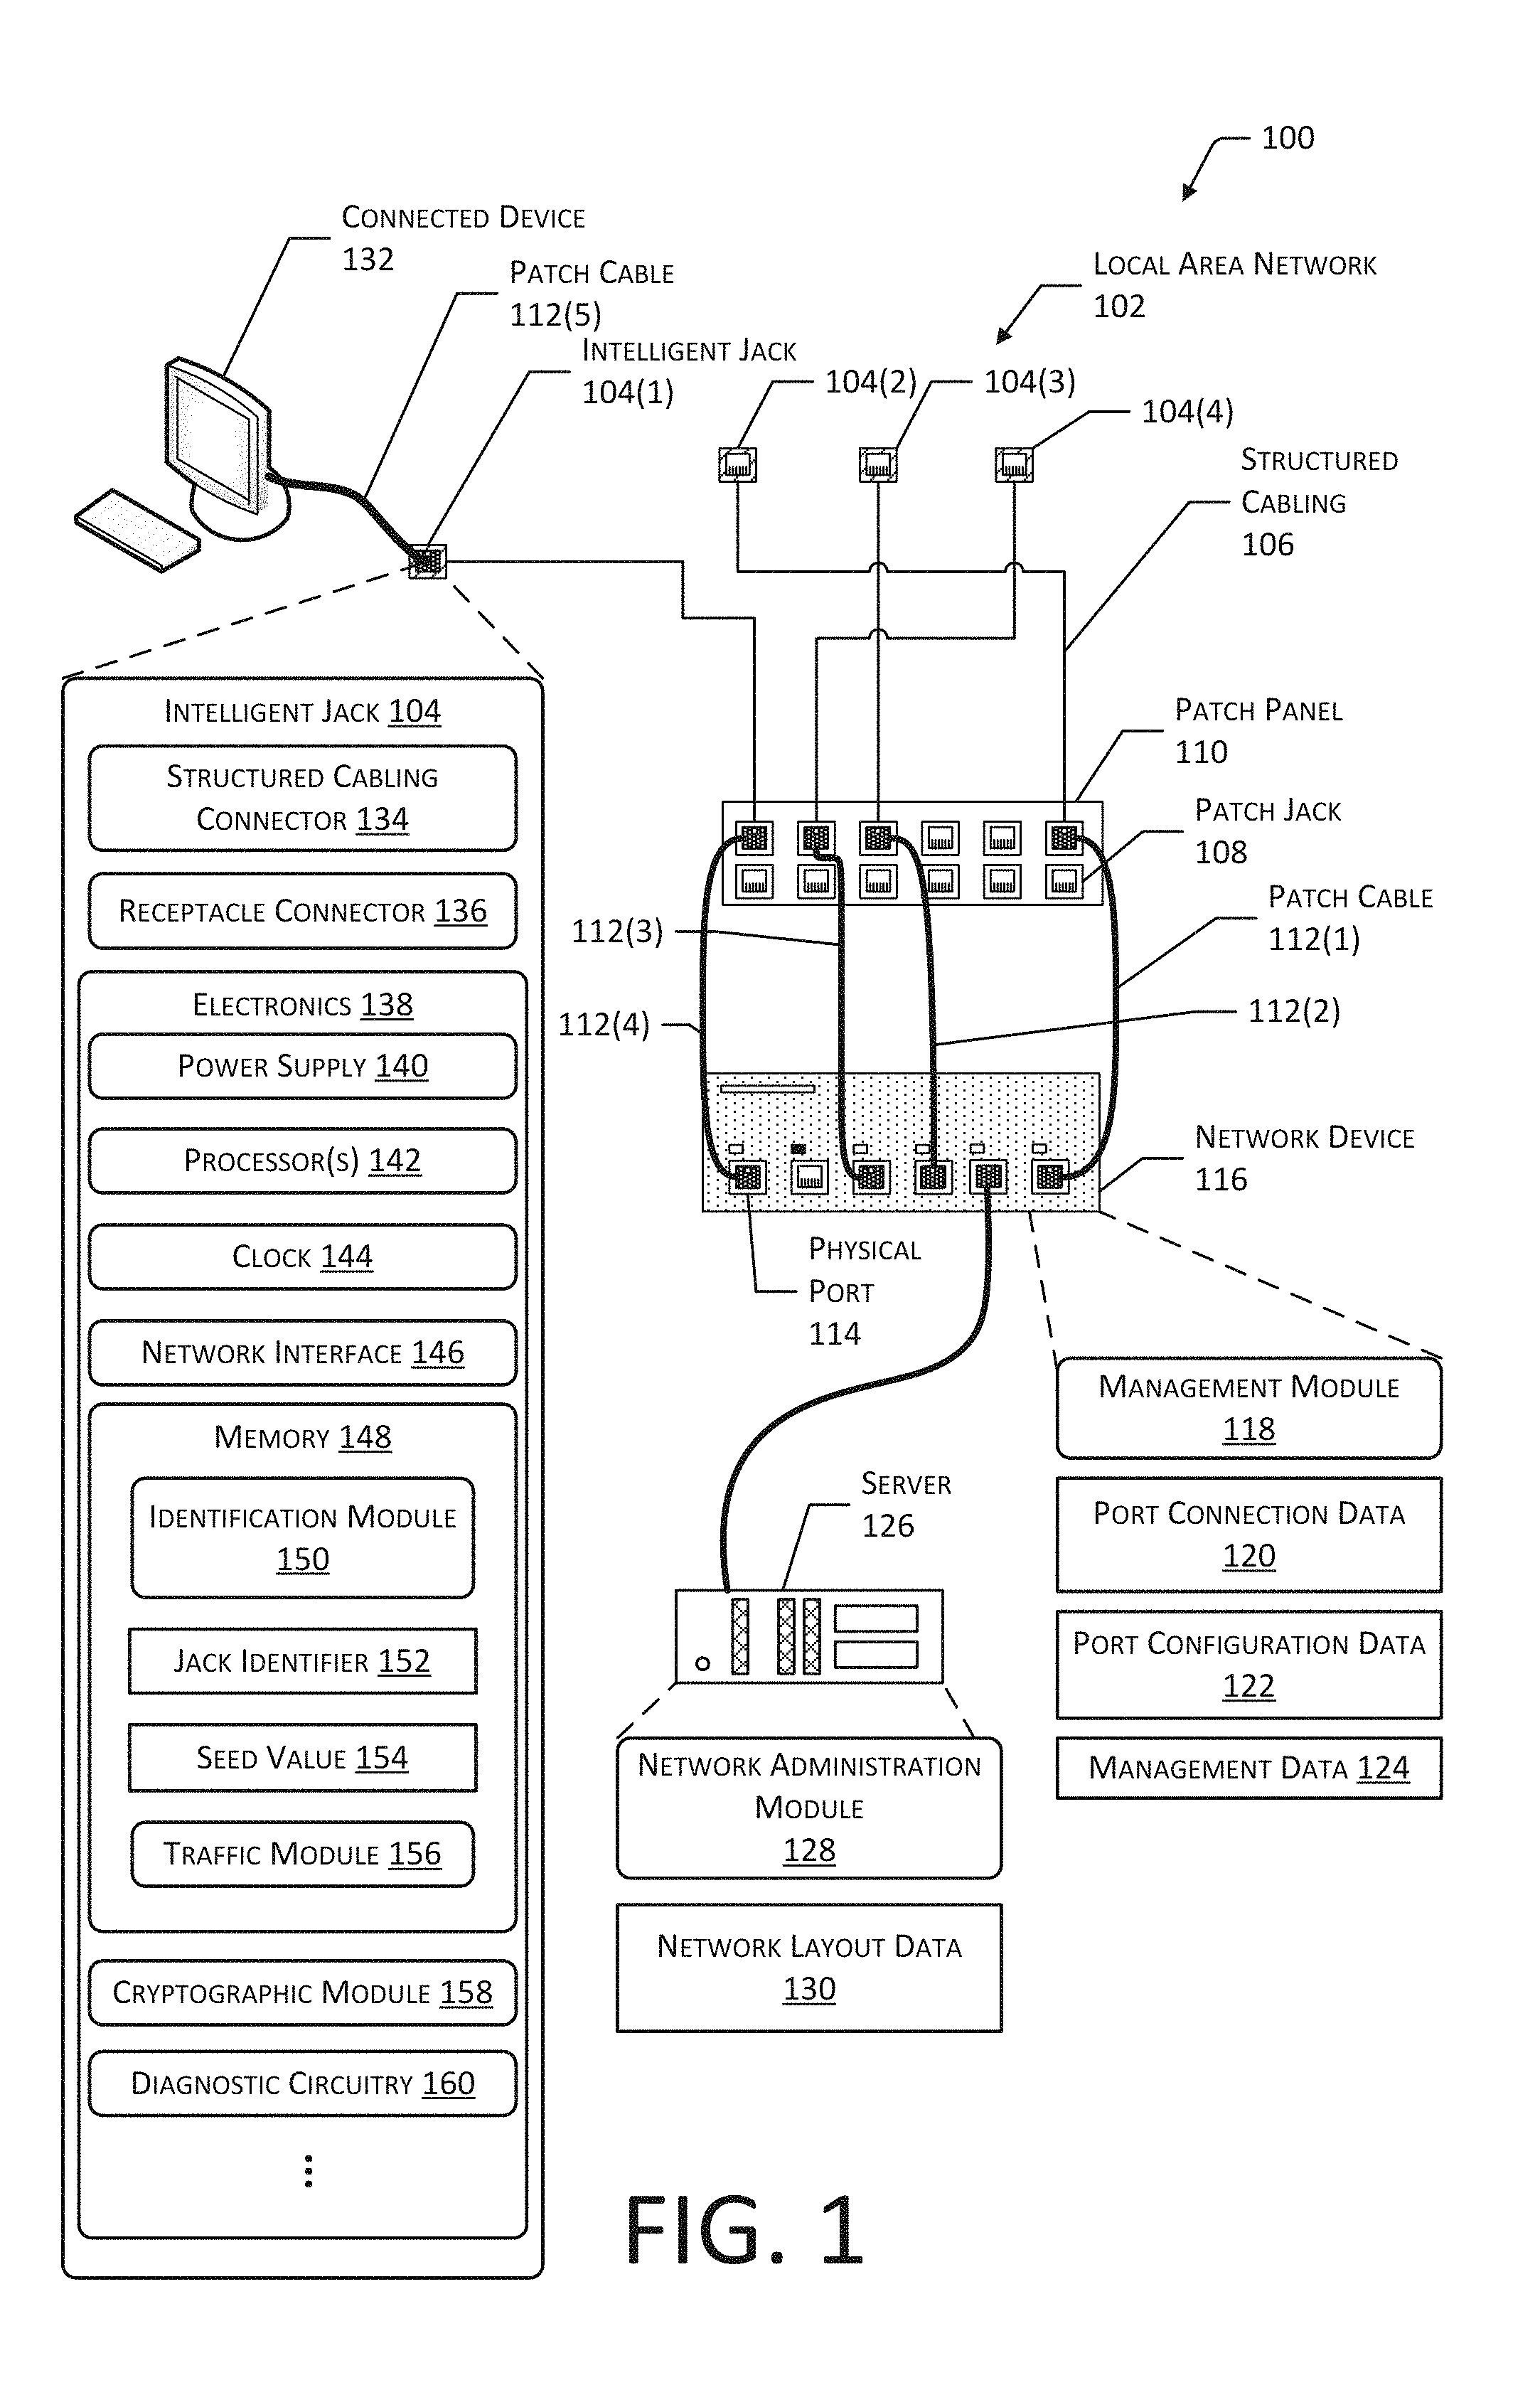 100
CONNECTED DEVICE
132
PATCH CABLE
112(5)
LOCAL AREA NETWORK
102
INTELLIGENT JACK
104(1)
104(2)
104(3)
104(4)
STRUCTURED
CABLING
106
INTELLIGENT JACK 104
STRUCTURED CABLING
CONNECTOR 134
RECEPTACLE CONNECTOR 136
ELECTRONICS 138
POWER SUPPLY 140
PROCESSOR(S) 142
CLOCK 144
NETWORK INTERFACE 146
MEMORY 148
IDENTIFICATION MODULE
150
JACK IDENTIFIER 152
SEED VALUE 154
TRAFFIC MODULE 156
CRYPTOGRAPHIC MODULE 158
DIAGNOSTIC CIRCUITRY 160
PATCH PANEL
110
PATCH JACK
108
PATCH CABLE
112(1)
112(3)
112(4)
112(2)
NETWORK DEVICE
116
PHYSICAL
PORT
114
MANAGEMENT MODULE
118
PORT CONNECTION DATA
120
PORT CONFIGURATION DATA
122
MANAGEMENT DATA 124
SERVER
126
NETWORK ADMINISTRATION
MODULE
128
NETWORK LAYOUT DATA
130
FIG. 1